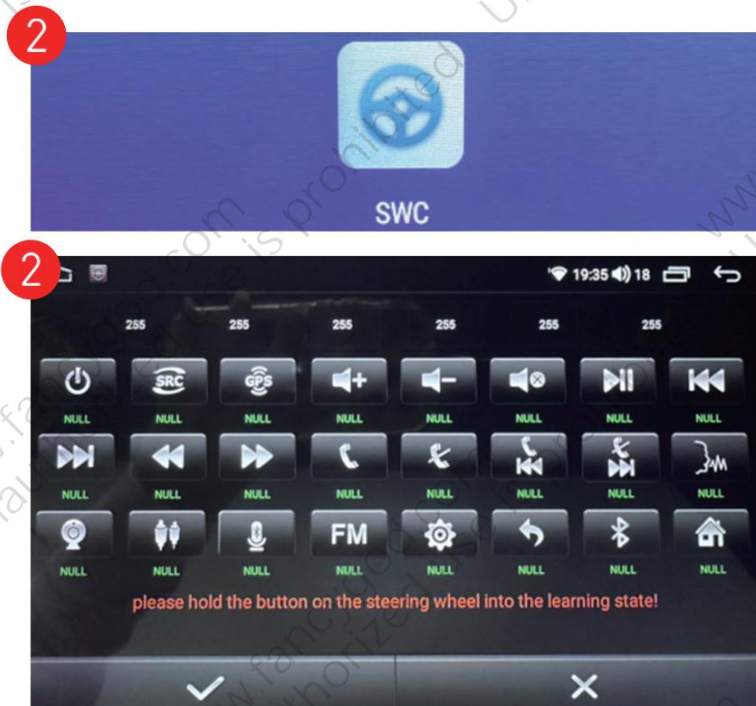 2
SWC
2
19:35 18
255 255 255 255 255 255
SRC GPS
NULL NULL NULL NULL NULL NULL NULL NULL
NULL NULL NULL NULL NULL NULL NULL NULL
FM
NULL NULL NULL NULL NULL NULL NULL NULL
please hold the button on the steering wheel into the learning state!